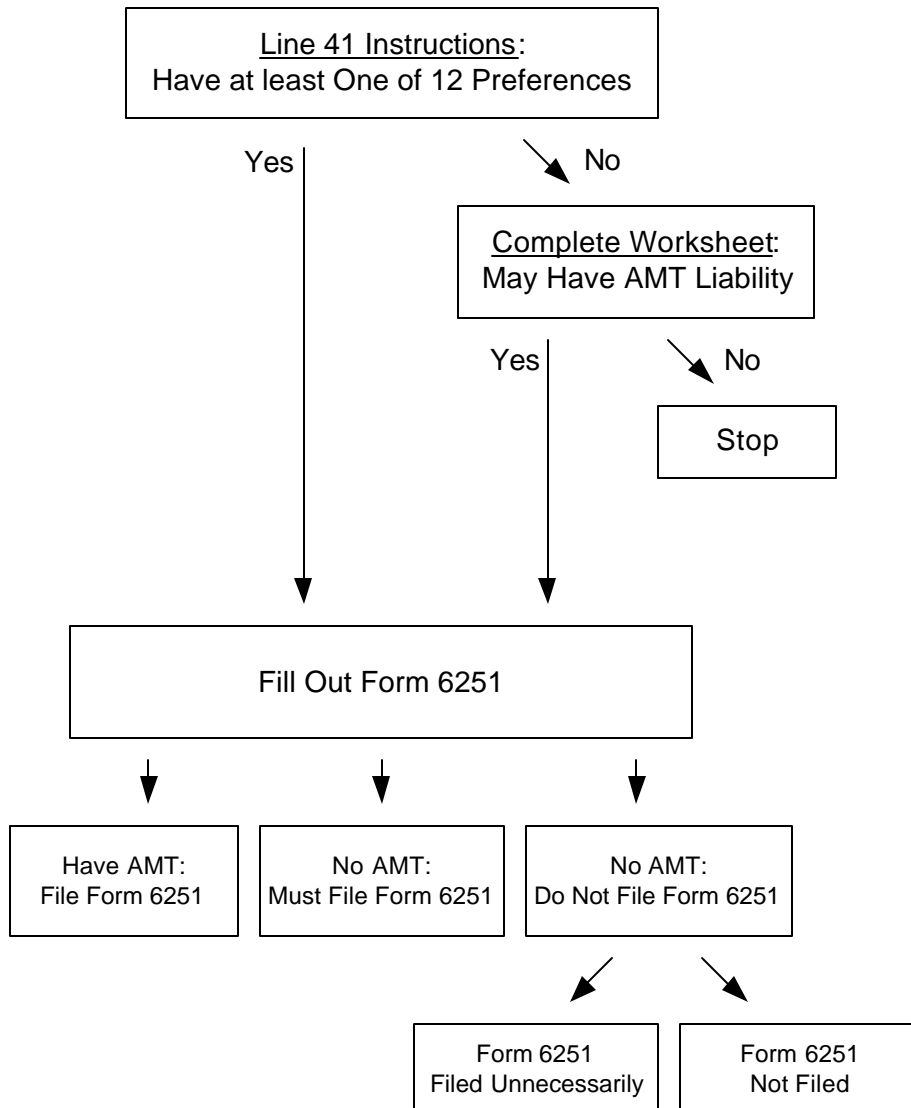 Line 41 Instructions:
Have at least One of 12 Preferences
Yes
No
Complete Worksheet:
May Have AMT Liability
Yes
No
Stop
Fill Out Form 6251
Have AMT:
File Form 6251
No AMT:
Must File Form 6251
No AMT:
Do Not File Form 6251
Form 6251
Filed Unnecessarily
Form 6251
Not Filed